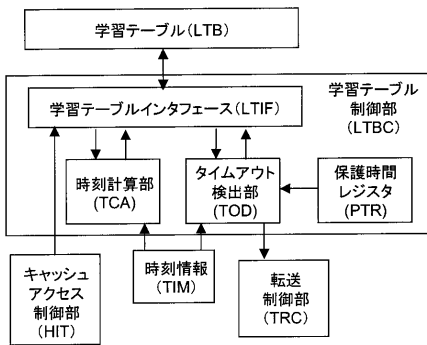 学習テーブル(LTB)
学習テーブルインタフェース(LTIF)
学習テーブル
制御部
(LTBC)
時刻計算部
(TCA)
タイムアウト
検出部
(TOD)
保護時間
レジスタ
(PTR)
キャッシュ
アクセス
制御部
(HIT)
時刻情報
(TIM)
転送
制御部
(TRC)